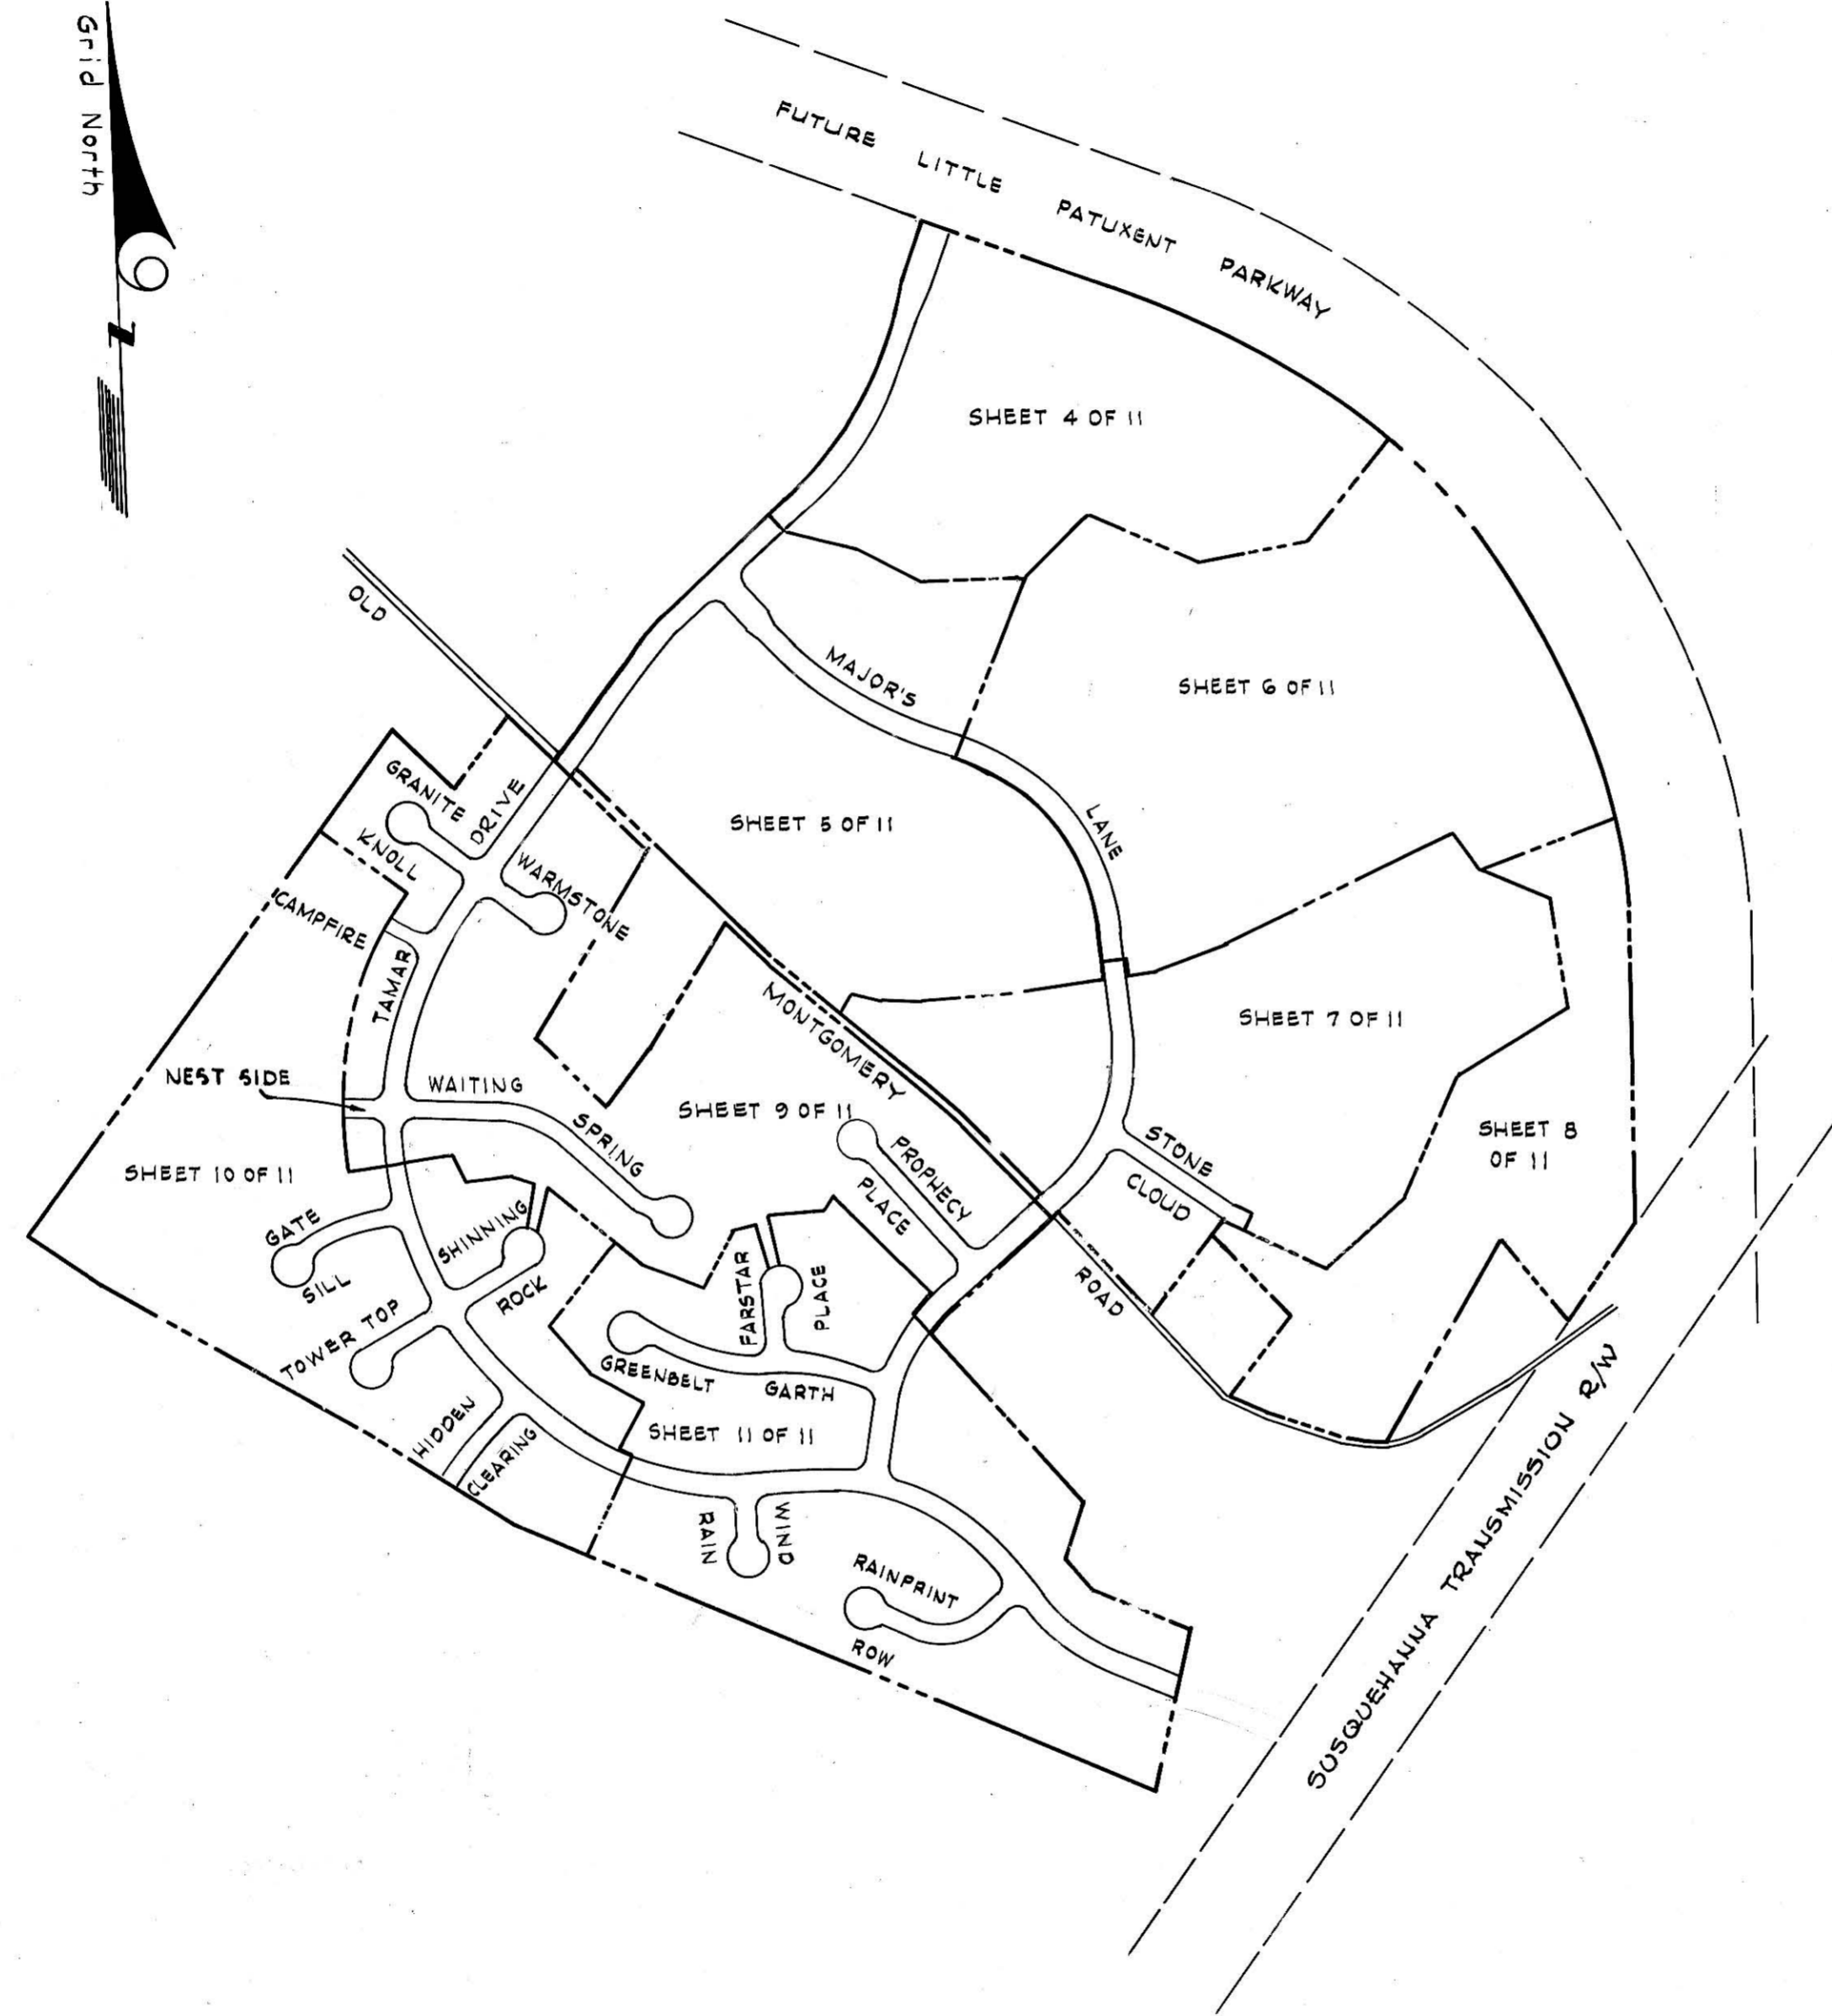 Grid North
N
FUTURE LITTLE PATUXENT PARKWAY
SHEET 4 OF 11
OLD
MAJOR'S
SHEET 6 OF 11
GRANITE
DRIVE
KNOLL
SHEET 5 OF 11
LANE
WARMSTONE
CAMPFIRE
TAMAR
MONTGOMERY
SHEET 7 OF 11
NEST SIDE
WAITING
SPRING
SHEET 9 OF 11
PROPHECY
PLACE
STONE
CLOUD
SHEET 8
OF 11
SHEET 10 OF 11
GATE
SILL
SHINNING
ROCK
FARSTAR
PLACE
ROAD
TOWER TOP
GREENBELT GARTH
SHEET 11 OF 11
HIDDEN
CLEARING
RAIN
WIND
RAINPRINT
ROW
SUSQUEHANNA TRANSMISSION R/W